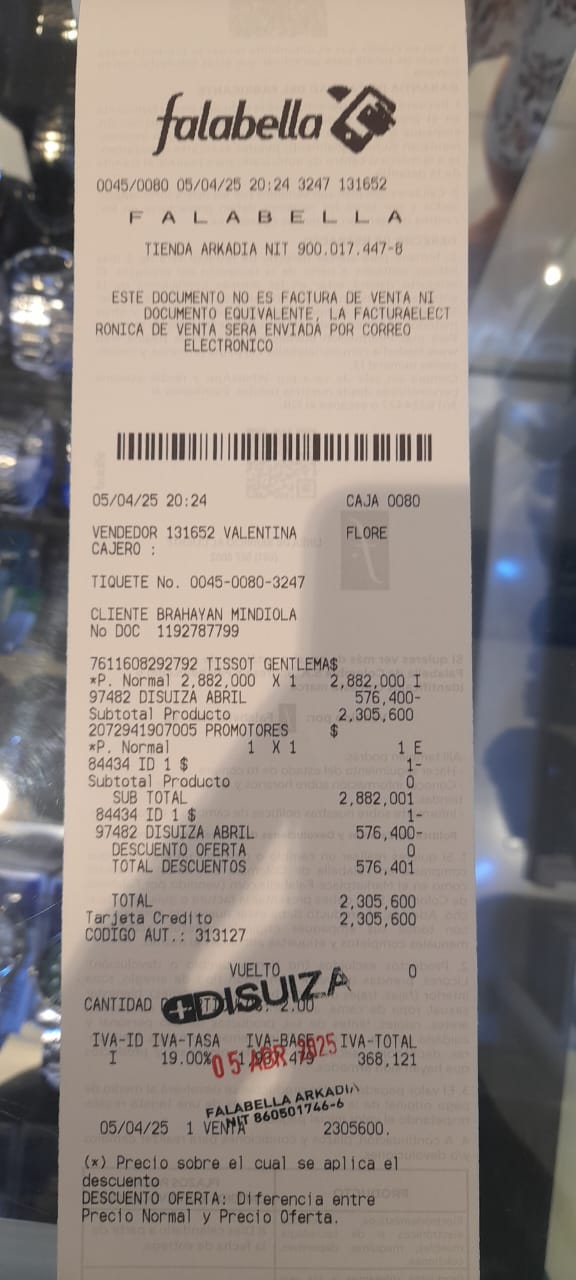 falabella
0045/0080 05/04/25 20:24 3247 131652
F A L A B E L L A
TIENDA ARKADIA NIT 900.017.447-8
ESTE DOCUMENTO NO ES FACTURA DE VENTA NI
DOCUMENTO EQUIVALENTE, LA FACTURAELECT
RONICA DE VENTA SERA ENVIADA POR CORREO
ELECTRONICO
05/04/25 20:24 CAJA 0080
VENDEDOR 131652 VALENTINA FLORE
CAJERO :
TIQUETE No. 0045-0080-3247
CLIENTE BRAHAYAN MINDIOLA
No DOC 1192787799
7611608292792 TISSOT GENTLEMA$
*P. Normal 2,882,000 X 1 2,882,000 I
97482 DISUIZA ABRIL 576,400-
Subtotal Producto 2,305,600
2072941907005 PROMOTORES $
*P. Normal 1 X 1 1 E
84434 ID 1 $ 1-
Subtotal Producto 0
SUB TOTAL 2,882,001
84434 ID 1 $ 1-
97482 DISUIZA ABRIL 576,400-
DESCUENTO OFERTA 0
TOTAL DESCUENTOS 576,401
TOTAL 2,305,600
Tarjeta Credito 2,305,600
CODIGO AUT.: 313127
VUELTO 0
DISUIZA
CANTIDAD 2.00
IVA-ID IVA-TASA IVA-BASE IVA-TOTAL
I 19.00% 368,121
05 ABR 2025
FALABELLA ARKADIA
NIT 860501746-6
05/04/25 1 VENTA 2305600.
(*) Precio sobre el cual se aplica el
descuento
DESCUENTO OFERTA: Diferencia entre
Precio Normal y Precio Oferta.